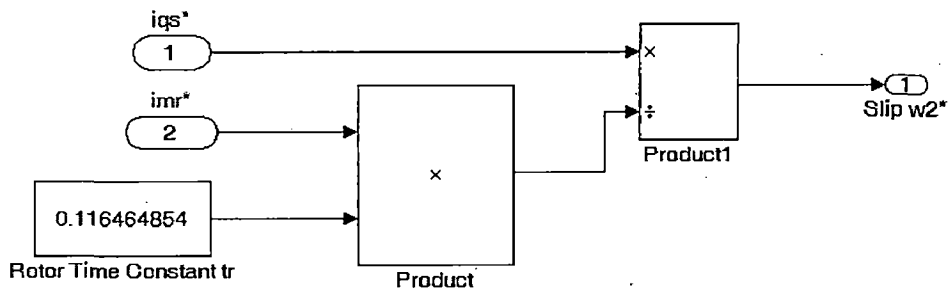 iqs*
1
×
imr*
1
Slip w2*
÷
2
Product1
×
0.116464854
Rotor Time Constant tr
Product